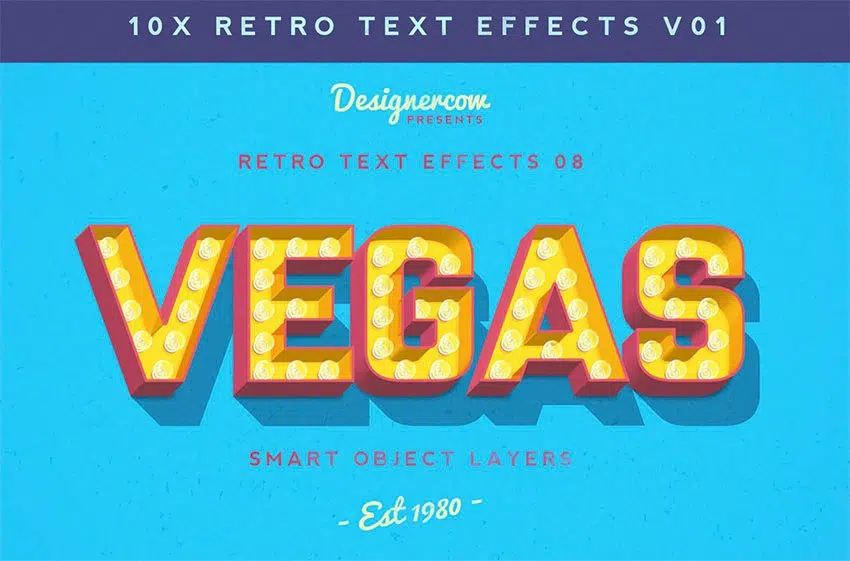 10X RETRO TEXT EFFECTS V01
Designercow
PRESENTS
RETRO TEXT EFFECTS 08
VEGAS
SMART OBJECT LAYERS
- Est 1980 -